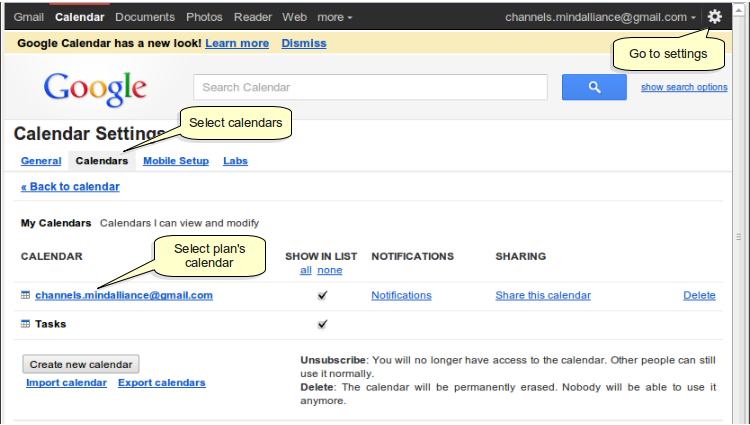 Gmail Calendar Documents Photos Reader Web more channels.mindalliance@gmail.com
Google Calendar has a new look! Learn more Dismiss
Go to settings
Google
Search Calendar
show search options
Select calendars
Calendar Settings
General Calendars Mobile Setup Labs
« Back to calendar
My Calendars Calendars I can view and modify
Select plan's
calendar
CALENDAR SHOW IN LIST NOTIFICATIONS SHARING
all none
channels.mindalliance@gmail.com Notifications Share this calendar Delete
Tasks
Create new calendar
Import calendar Export calendars
Unsubscribe: You will no longer have access to the calendar. Other people can still
use it normally.
Delete: The calendar will be permanently erased. Nobody will be able to use it
anymore.